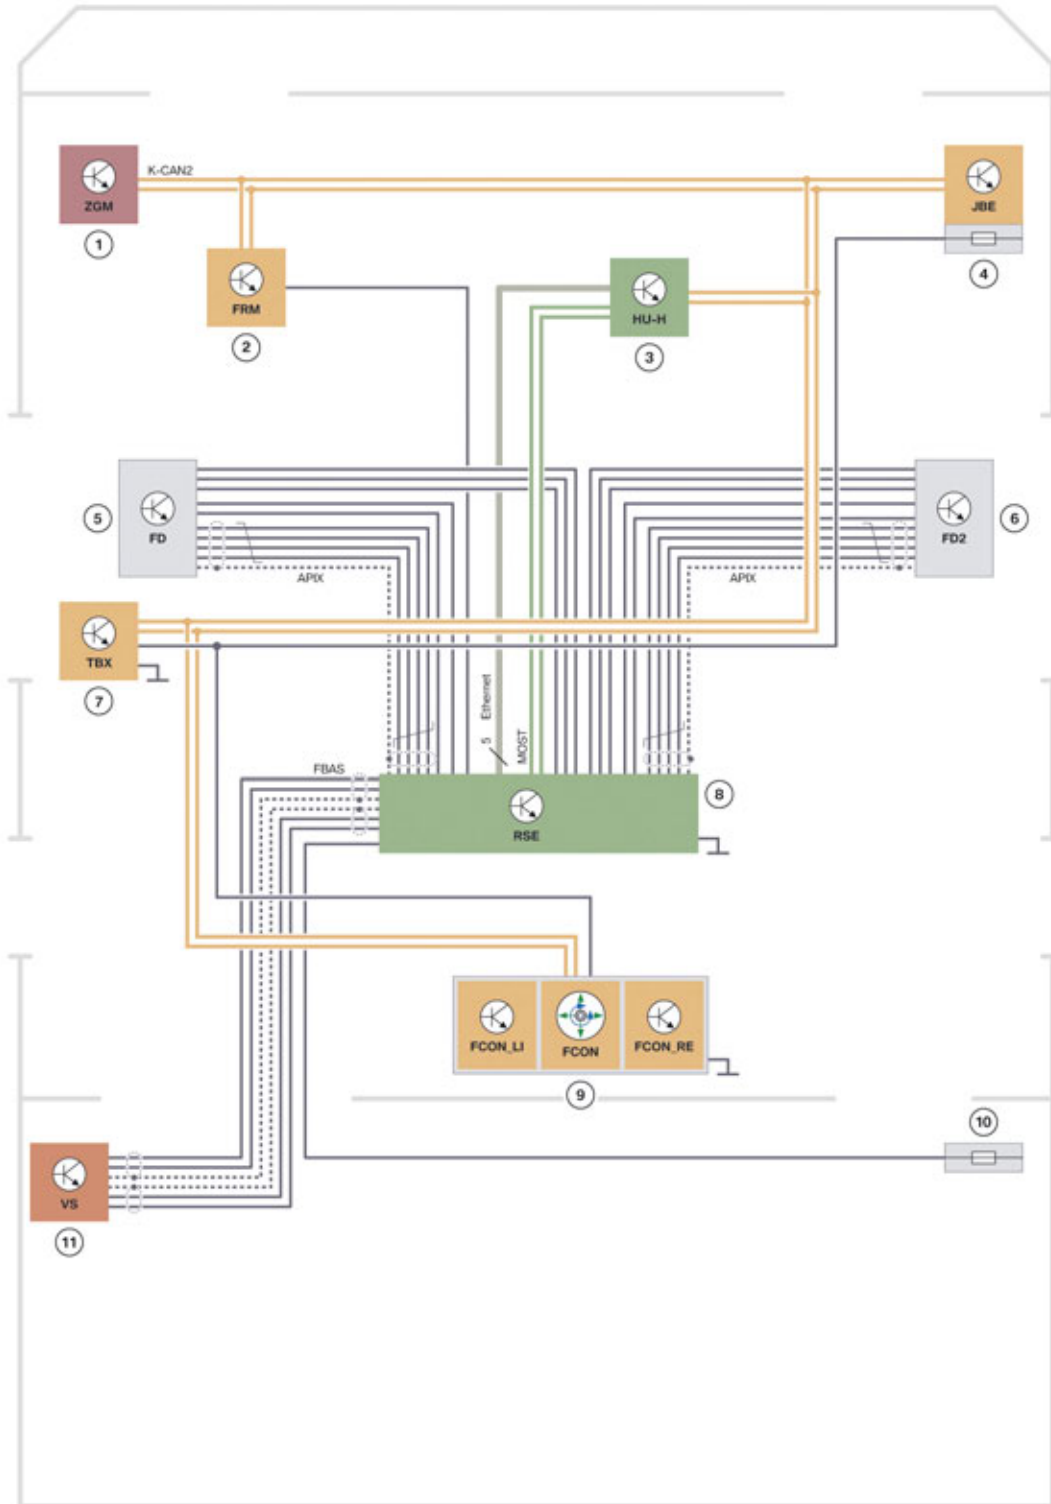 K-CAN2
ZGM
1
JBE
4
FRM
2
HU-H
3
FD
5
FD2
6
APIX
APIX
TBX
7
Ethernet
5
MOST
FBAS
RSE
8
FCON_LI
FCON
FCON_RE
9
10
VS
11